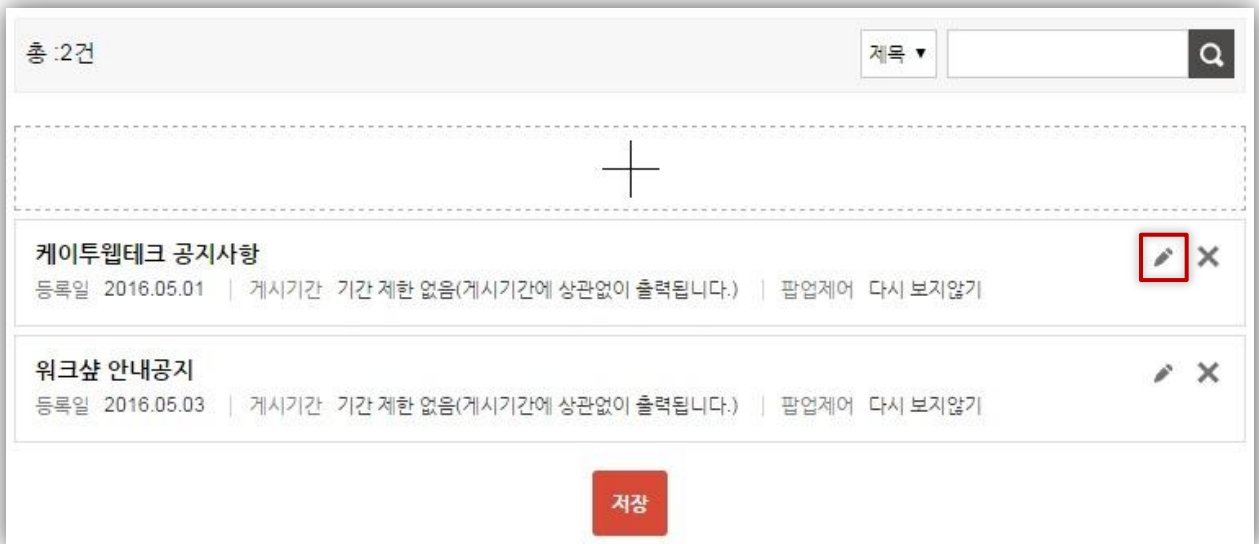 총 :2건 제목 ▼
케이투웹테크 공지사항
등록일 2016.05.01 | 게시기간 기간 제한 없음(게시기간에 상관없이 출력됩니다.) | 팝업제어 다시 보지않기
워크샾 안내공지
등록일 2016.05.03 | 게시기간 기간 제한 없음(게시기간에 상관없이 출력됩니다.) | 팝업제어 다시 보지않기
저장